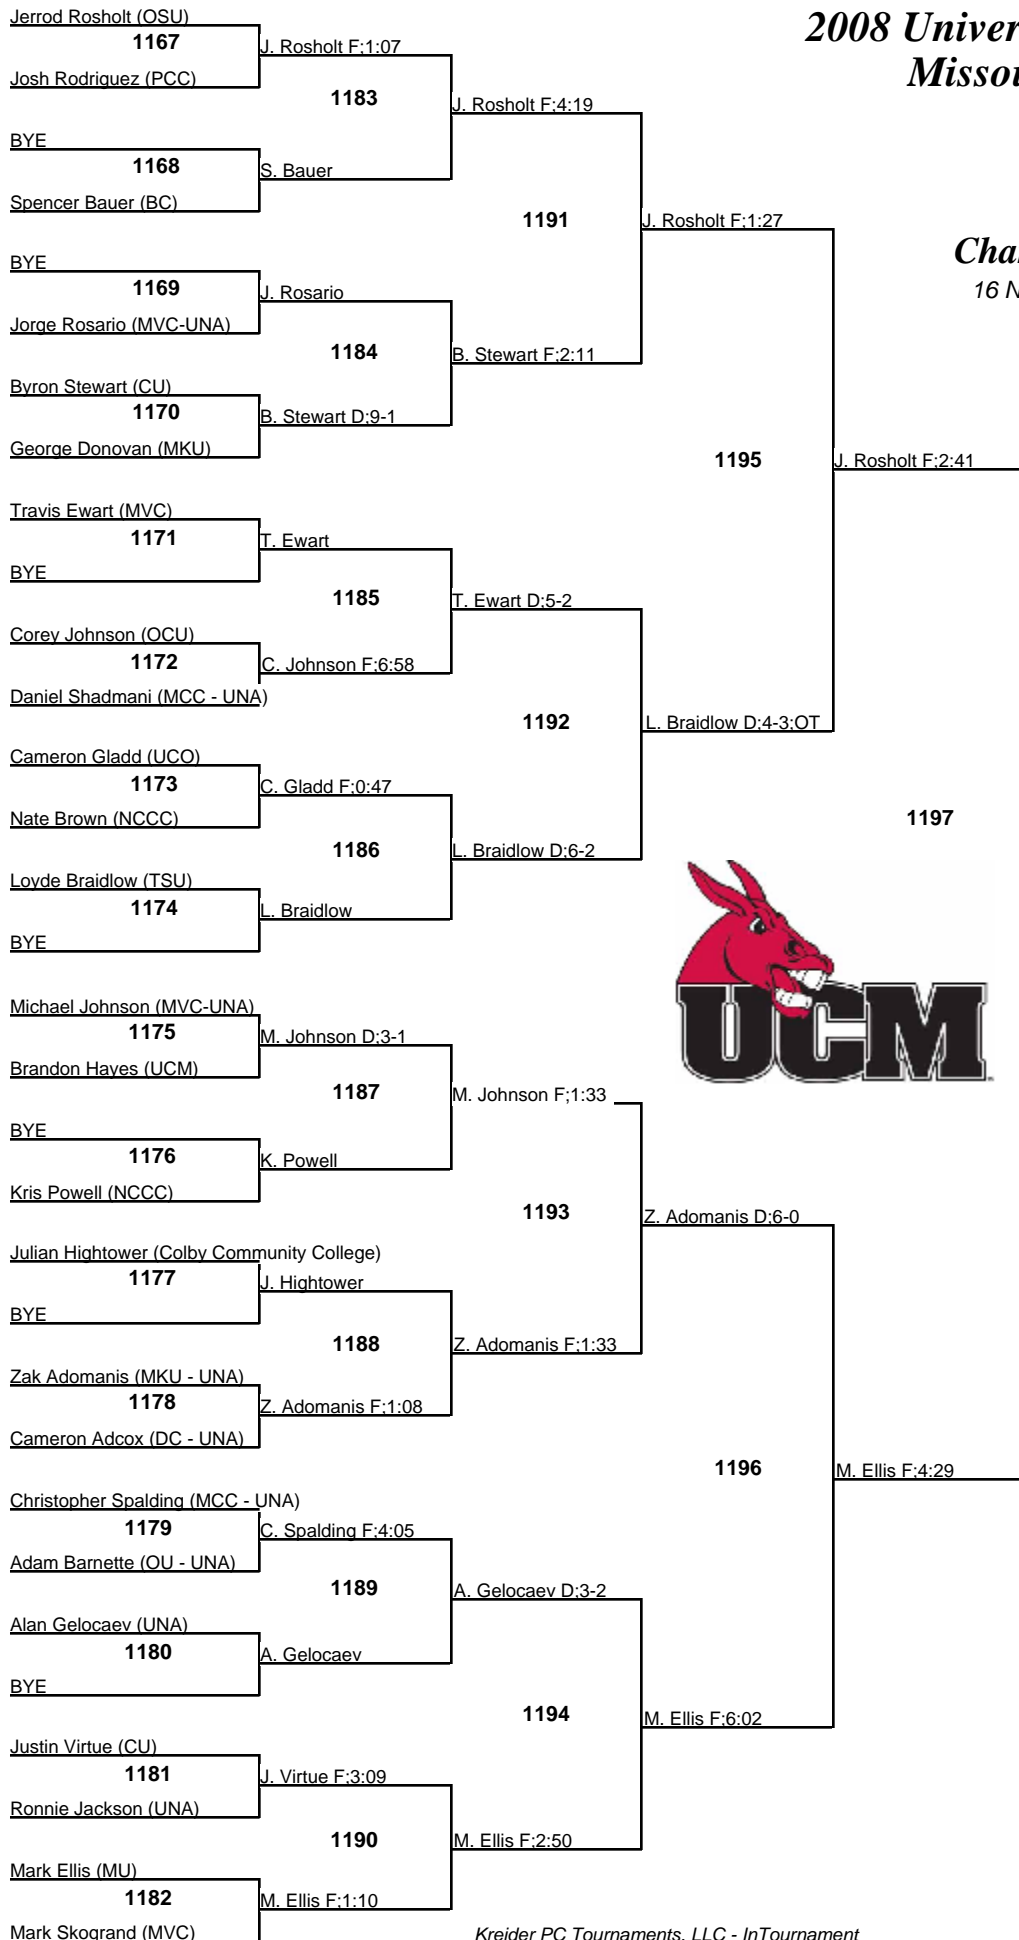 Jerrod Rosholt (OSU)
1167
Josh Rodriguez (PCC)
J. Rosholt F;1:07
1183
BYE
1168
Spencer Bauer (BC)
S. Bauer
J. Rosholt F;4:19
1191
BYE
1169
Jorge Rosario (MVC-UNA)
J. Rosario
1184
Byron Stewart (CU)
1170
George Donovan (MKU)
B. Stewart D;9-1
B. Stewart F;2:11
J. Rosholt F;1:27
1195
Travis Ewart (MVC)
1171
BYE
T. Ewart
1185
Corey Johnson (OCU)
1172
Daniel Shadmani (MCC - UNA)
C. Johnson F;6:58
T. Ewart D;5-2
1192
Cameron Gladd (UCO)
1173
Nate Brown (NCCC)
C. Gladd F;0:47
1186
Loyde Braidlow (TSU)
1174
BYE
L. Braidlow
L. Braidlow D;6-2
L. Braidlow D;4-3;OT
J. Rosholt F;2:41
1197
Michael Johnson (MVC-UNA)
1175
Brandon Hayes (UCM)
M. Johnson D;3-1
1187
BYE
1176
Kris Powell (NCCC)
K. Powell
M. Johnson F;1:33
1193
Julian Hightower (Colby Community College)
1177
BYE
J. Hightower
1188
Zak Adomanis (MKU - UNA)
1178
Cameron Adcox (DC - UNA)
Z. Adomanis F;1:08
Z. Adomanis F;1:33
Z. Adomanis D;6-0
1196
Christopher Spalding (MCC - UNA)
1179
Adam Barnette (OU - UNA)
C. Spalding F;4:05
1189
Alan Gelocaev (UNA)
1180
BYE
A. Gelocaev
A. Gelocaev D;3-2
1194
Justin Virtue (CU)
1181
Ronnie Jackson (UNA)
J. Virtue F;3:09
1190
Mark Ellis (MU)
1182
Mark Skogrand (MVC)
M. Ellis F;1:10
M. Ellis F;2:50
M. Ellis F;6:02
M. Ellis F;4:29
2008 Univer
Missou
Cha
16 N
UCM
Kreider PC Tournaments, LLC - InTournament